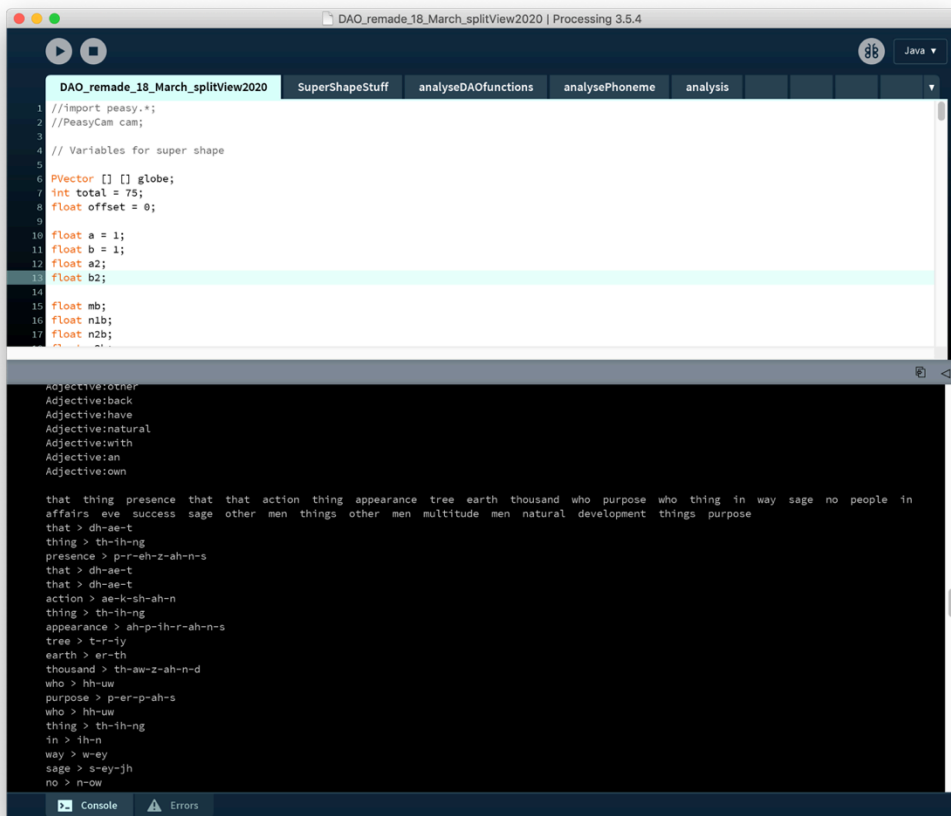 DAO_remade_18_March_splitView2020 | Processing 3.5.4
Java ▾
DAO_remade_18_March_splitView2020 SuperShapeStuff analyseDAOfunctions analysePhoneme analysis ▼
1 //import peasy.*;
2 //PeasyCam cam;
3
4 // Variables for super shape
5
6 PVector [] [] globe;
7 int total = 75;
8 float offset = 0;
9
10 float a = 1;
11 float b = 1;
12 float a2;
13 float b2;
14
15 float mb;
16 float n1b;
17 float n2b;
Adjective:other
Adjective:back
Adjective:have
Adjective:natural
Adjective:with
Adjective:an
Adjective:own
that thing presence that that action thing appearance tree earth thousand who purpose who thing in way sage no people in
affairs eve success sage other men things other men multitude men natural development things purpose
that > dh-ae-t
thing > th-ih-ng
presence > p-r-eh-z-ah-n-s
that > dh-ae-t
that > dh-ae-t
action > ae-k-sh-ah-n
thing > th-ih-ng
appearance > ah-p-ih-r-ah-n-s
tree > t-r-iy
earth > er-th
thousand > th-aw-z-ah-n-d
who > hh-uw
purpose > p-er-p-ah-s
who > hh-uw
thing > th-ih-ng
in > ih-n
way > w-ey
sage > s-ey-jh
no > n-ow
Console Errors